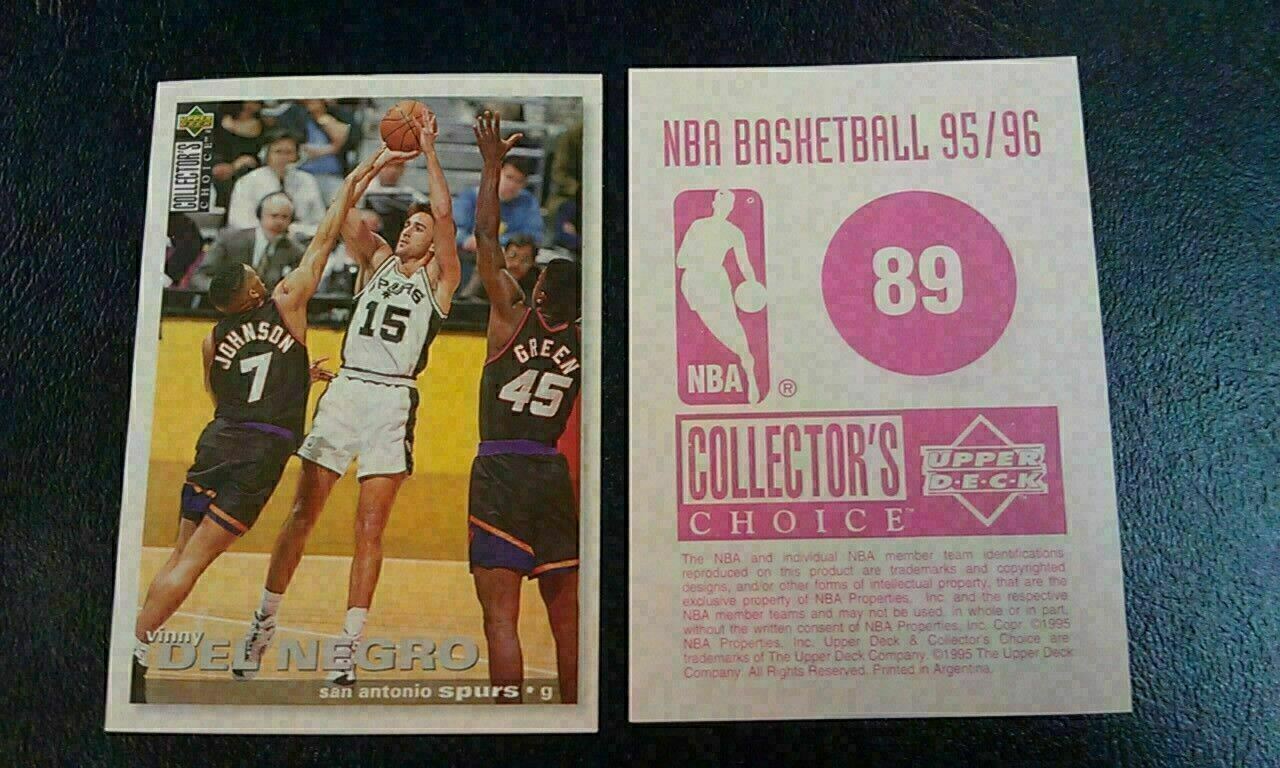 UPPER DECK
COLLECTOR'S
CHOICE
SPURS
15
JOHNSON
7
GREEN
45
vinny
DEL NEGRO
san antonio spurs • g
NBA BASKETBALL 95/96
NBA ®
89
COLLECTOR'S
CHOICE™
UPPER
D·E·C·K™
The NBA and individual NBA member team identifications
reproduced on this product are trademarks and copyrighted
designs, and/or other forms of intellectual property, that are the
exclusive property of NBA Properties, Inc. and the respective
NBA member teams and may not be used, in whole or in part,
without the written consent of NBA Properties, Inc. Copr. ©1995
NBA Properties, Inc. Upper Deck & Collector's Choice are
trademarks of The Upper Deck Company. ©1995 The Upper Deck
Company. All Rights Reserved. Printed in Argentina.